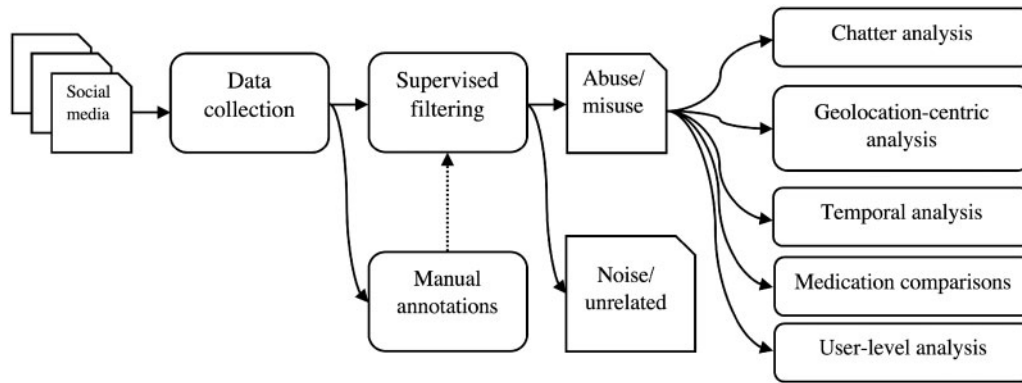 Social
media
Data
collection
Supervised
filtering
Manual
annotations
Abuse/
misuse
Noise/
unrelated
Chatter analysis
Geolocation-centric
analysis
Temporal analysis
Medication comparisons
User-level analysis